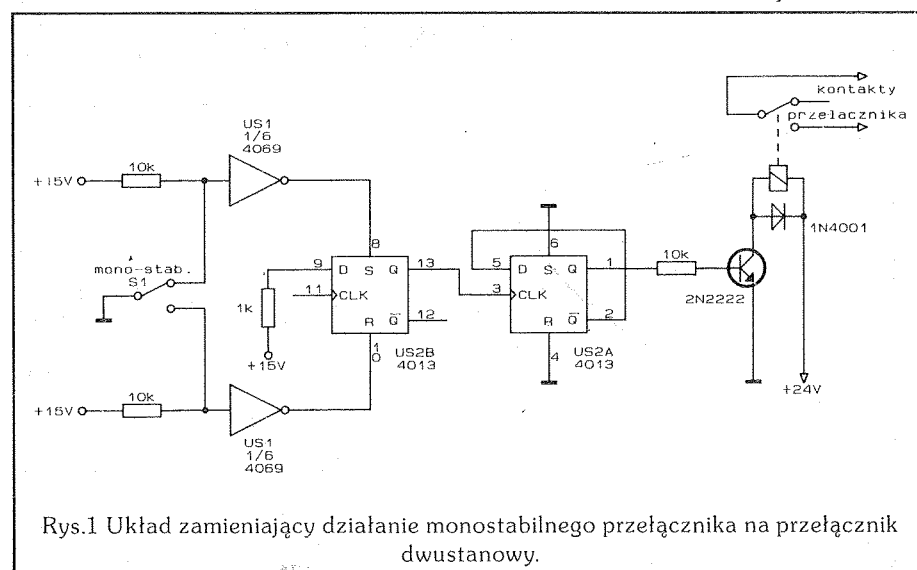 kontakty
przelacznika
US1
1/6
4069
10k
+15V
8
mono-stab.
S1
9
D S Q
13
5
D S Q
1
6
10k
1N4001
11
CLK
3
CLK
2N2222
1k
R Q
12
R Q
2
+15V
1
0
US2B
4013
4
US2A
4013
+24V
10k
+15V
US1
1/6
4069
Rys.1 Układ zamieniający działanie monostabilnego przełącznika na przełącznik
dwustanowy.